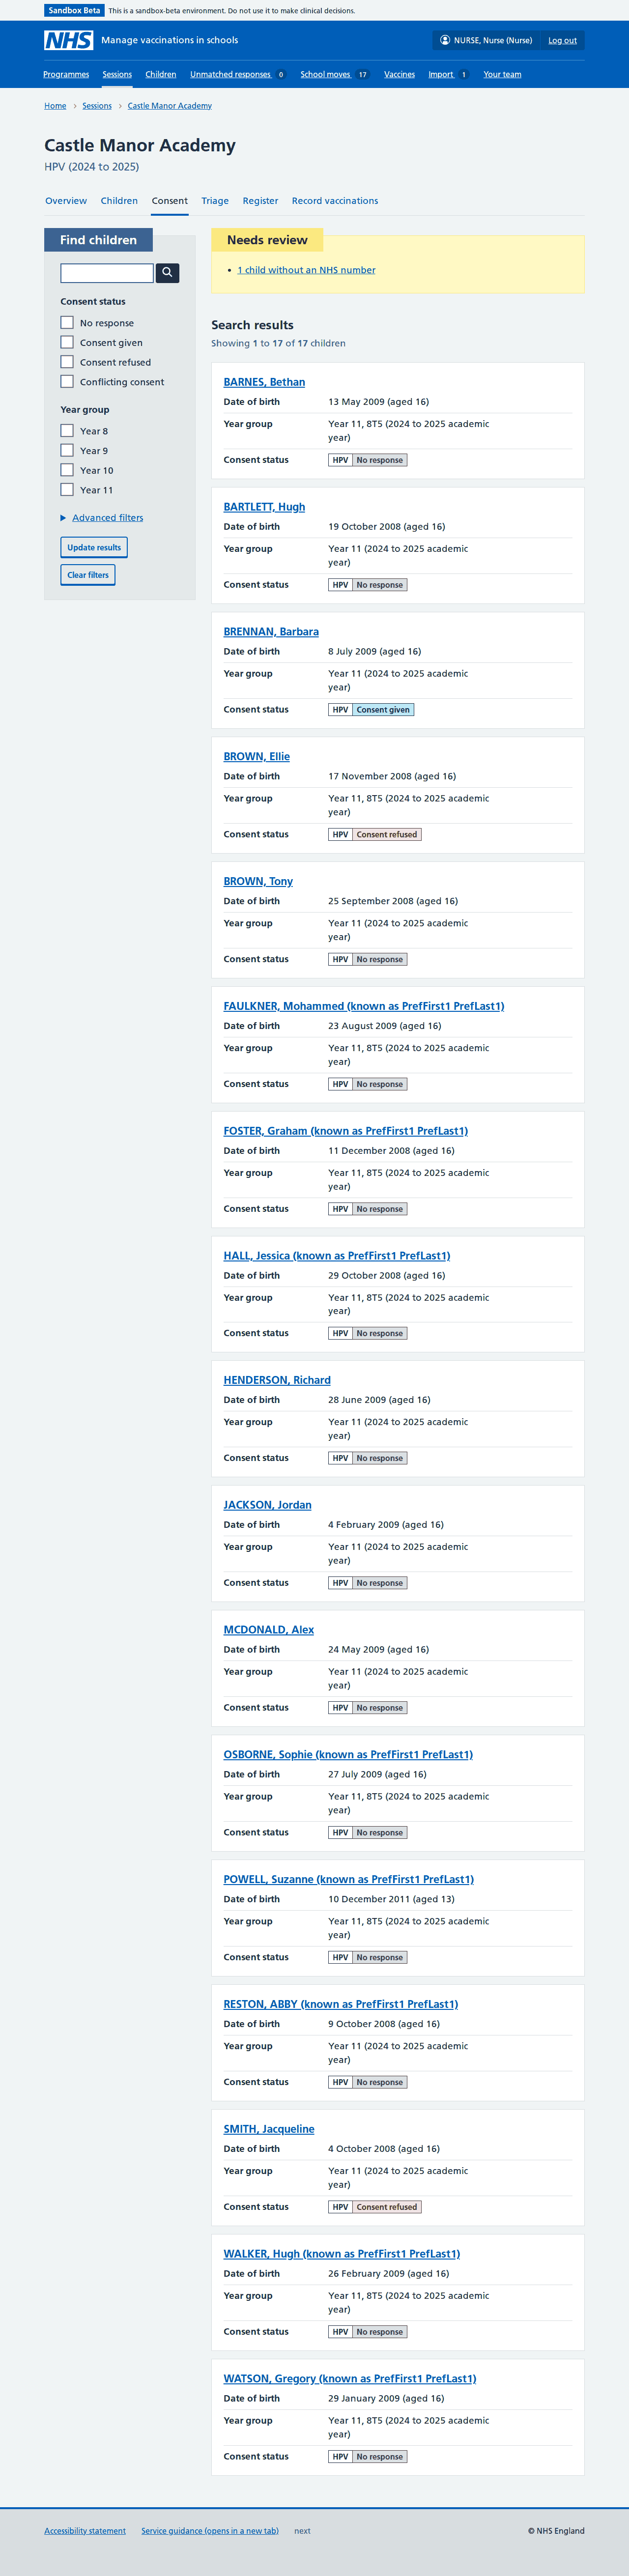 Sandbox Beta This is a sandbox-beta environment. Do not use it to make clinical decisions.
NHS Manage vaccinations in schools NURSE, Nurse (Nurse) Log out
Programmes Sessions Children Unmatched responses 0 School moves 17 Vaccines Import 1 Your team
Home Sessions Castle Manor Academy
Castle Manor Academy
HPV (2024 to 2025)
Overview Children Consent Triage Register Record vaccinations
Find children
Consent status
No response
Consent given
Consent refused
Conflicting consent
Year group
Year 8
Year 9
Year 10
Year 11
Advanced filters
Update results
Clear filters
Needs review
1 child without an NHS number
Search results
Showing 1 to 17 of 17 children
BARNES, Bethan
Date of birth 13 May 2009 (aged 16)
Year group Year 11, 8T5 (2024 to 2025 academic
year)
Consent status HPV No response
BARTLETT, Hugh
Date of birth 19 October 2008 (aged 16)
Year group Year 11 (2024 to 2025 academic
year)
Consent status HPV No response
BRENNAN, Barbara
Date of birth 8 July 2009 (aged 16)
Year group Year 11 (2024 to 2025 academic
year)
Consent status HPV Consent given
BROWN, Ellie
Date of birth 17 November 2008 (aged 16)
Year group Year 11, 8T5 (2024 to 2025 academic
year)
Consent status HPV Consent refused
BROWN, Tony
Date of birth 25 September 2008 (aged 16)
Year group Year 11 (2024 to 2025 academic
year)
Consent status HPV No response
FAULKNER, Mohammed (known as PrefFirst1 PrefLast1)
Date of birth 23 August 2009 (aged 16)
Year group Year 11, 8T5 (2024 to 2025 academic
year)
Consent status HPV No response
FOSTER, Graham (known as PrefFirst1 PrefLast1)
Date of birth 11 December 2008 (aged 16)
Year group Year 11, 8T5 (2024 to 2025 academic
year)
Consent status HPV No response
HALL, Jessica (known as PrefFirst1 PrefLast1)
Date of birth 29 October 2008 (aged 16)
Year group Year 11, 8T5 (2024 to 2025 academic
year)
Consent status HPV No response
HENDERSON, Richard
Date of birth 28 June 2009 (aged 16)
Year group Year 11 (2024 to 2025 academic
year)
Consent status HPV No response
JACKSON, Jordan
Date of birth 4 February 2009 (aged 16)
Year group Year 11 (2024 to 2025 academic
year)
Consent status HPV No response
MCDONALD, Alex
Date of birth 24 May 2009 (aged 16)
Year group Year 11 (2024 to 2025 academic
year)
Consent status HPV No response
OSBORNE, Sophie (known as PrefFirst1 PrefLast1)
Date of birth 27 July 2009 (aged 16)
Year group Year 11, 8T5 (2024 to 2025 academic
year)
Consent status HPV No response
POWELL, Suzanne (known as PrefFirst1 PrefLast1)
Date of birth 10 December 2011 (aged 13)
Year group Year 11, 8T5 (2024 to 2025 academic
year)
Consent status HPV No response
RESTON, ABBY (known as PrefFirst1 PrefLast1)
Date of birth 9 October 2008 (aged 16)
Year group Year 11 (2024 to 2025 academic
year)
Consent status HPV No response
SMITH, Jacqueline
Date of birth 4 October 2008 (aged 16)
Year group Year 11 (2024 to 2025 academic
year)
Consent status HPV Consent refused
WALKER, Hugh (known as PrefFirst1 PrefLast1)
Date of birth 26 February 2009 (aged 16)
Year group Year 11, 8T5 (2024 to 2025 academic
year)
Consent status HPV No response
WATSON, Gregory (known as PrefFirst1 PrefLast1)
Date of birth 29 January 2009 (aged 16)
Year group Year 11, 8T5 (2024 to 2025 academic
year)
Consent status HPV No response
Accessibility statement Service guidance (opens in a new tab) next © NHS England